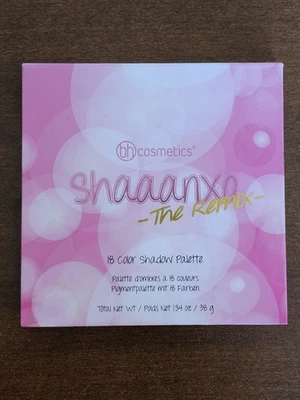 bh cosmetics®
shaaanxo
-The Remix-
18 Color Shadow Palette
Palette d'ombres à 18 couleurs
Pigmentpalette mit 18 Farben
Total Net Wt / Poids Net 1.34 oz / 38 g